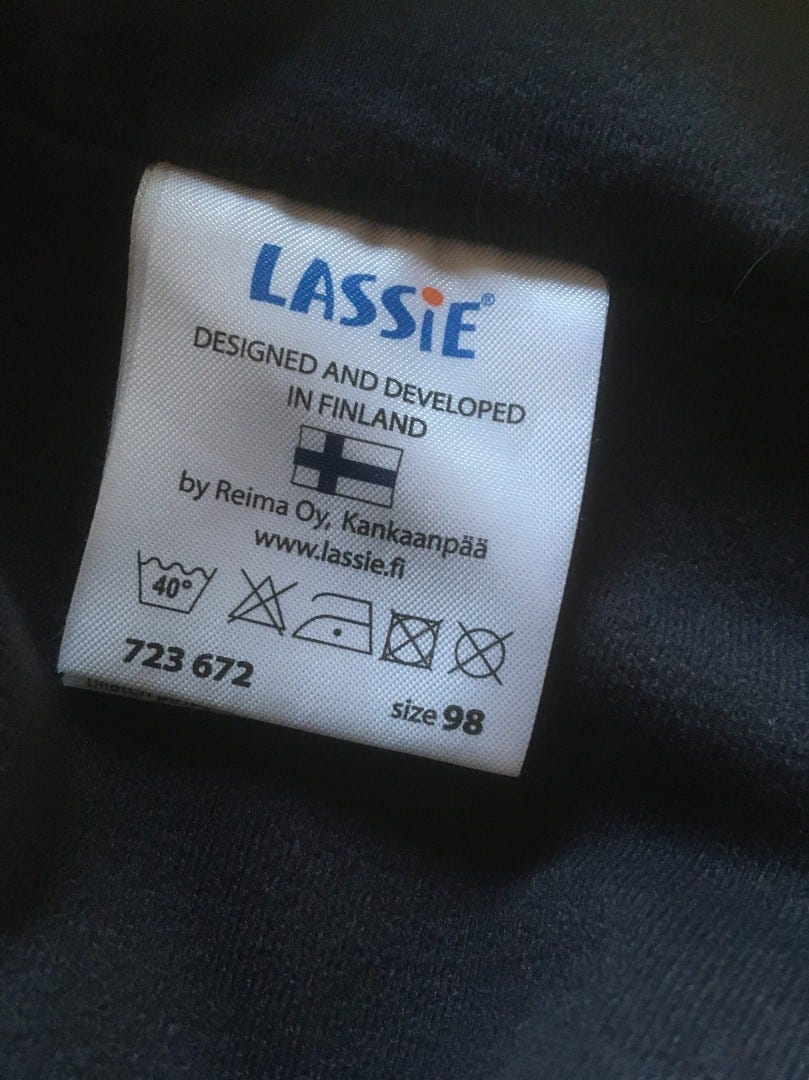 LASSiE®
DESIGNED AND DEVELOPED
IN FINLAND
by Reima Oy, Kankaanpää
www.lassie.fi
40°
723 672
size 98